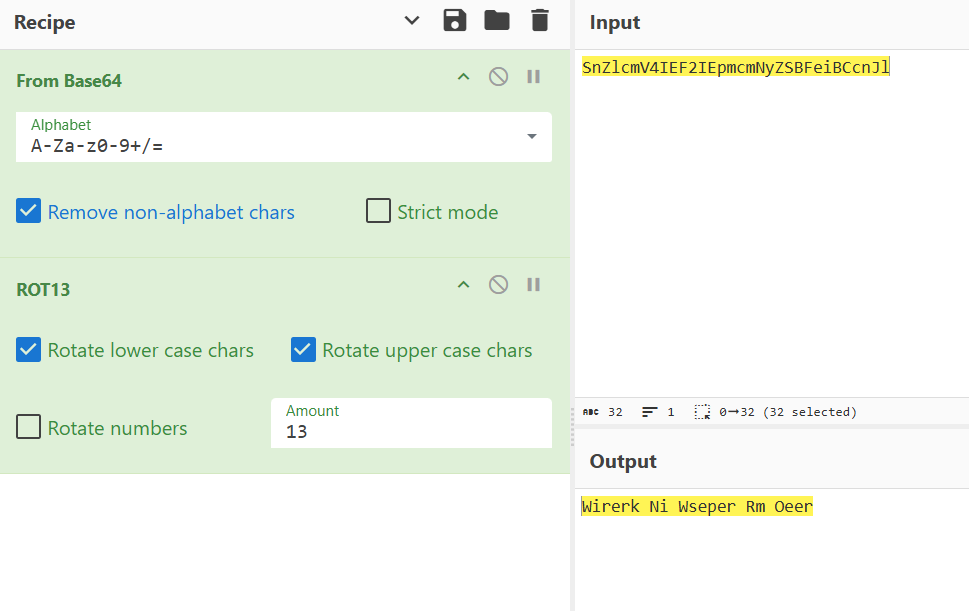 Recipe
From Base64
Alphabet
A-Za-z0-9+/=
Remove non-alphabet chars
Strict mode
ROT13
Rotate lower case chars
Rotate upper case chars
Rotate numbers
Amount
13
Input
SnZlcmV4IEF2IEpmcmNyZSBFeiBCcnJl
ABC 32 1 0→32 (32 selected)
Output
Wirerk Ni Wseper Rm Oeer